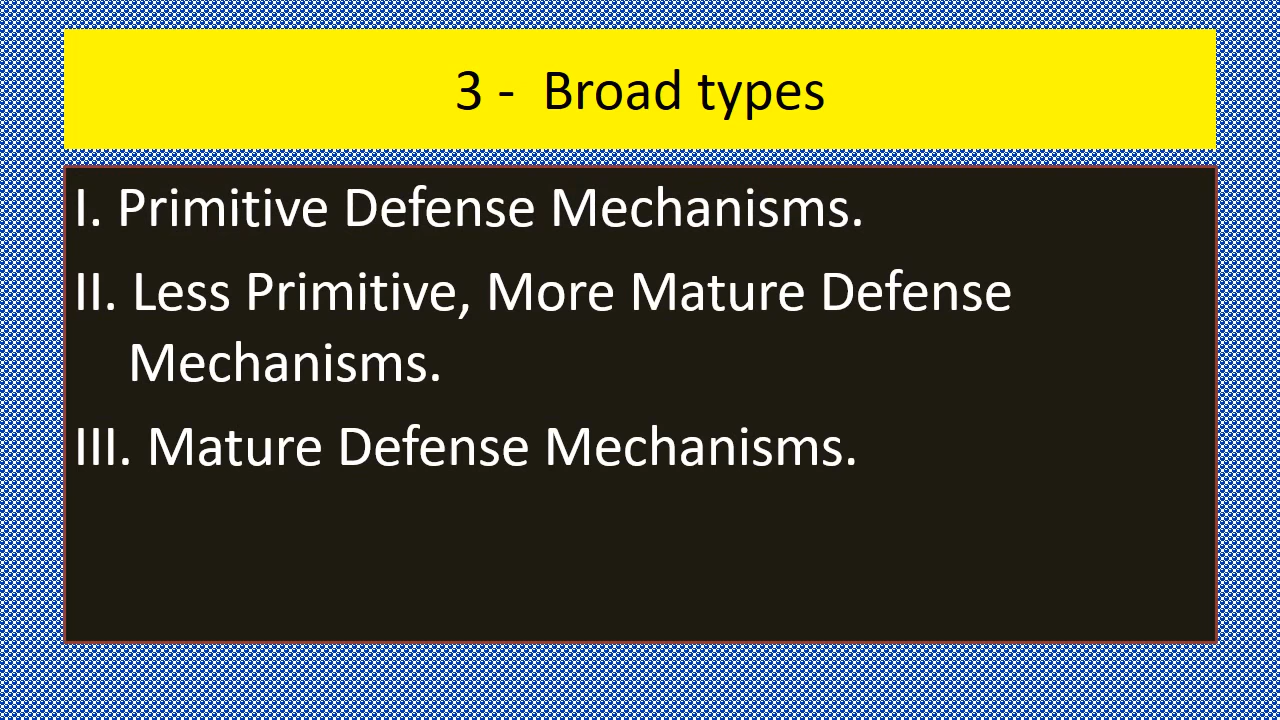 3 -  Broad types
I. Primitive Defense Mechanisms.
II. Less Primitive, More Mature Defense
Mechanisms.
III. Mature Defense Mechanisms.